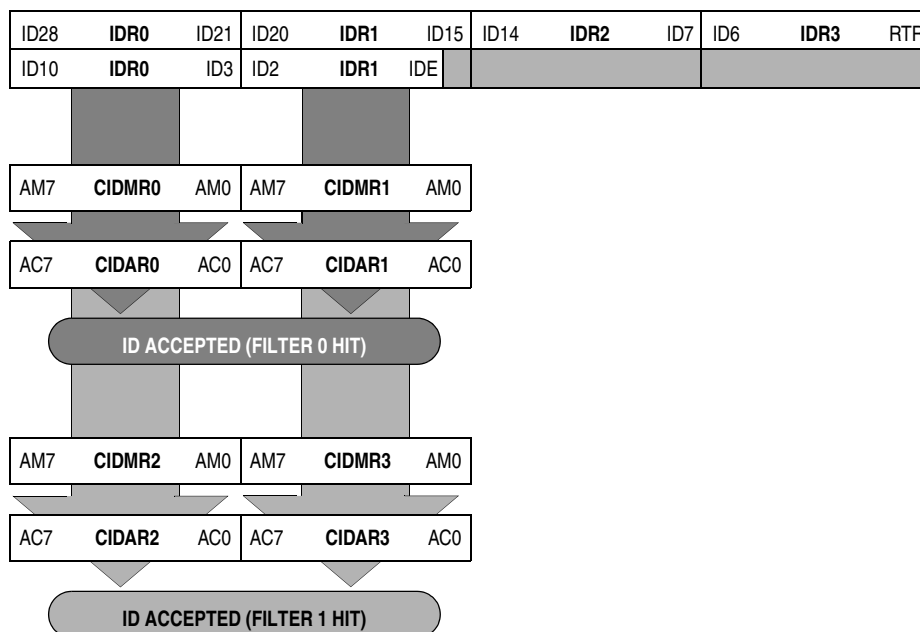 ID28 IDR0 ID21 ID20 IDR1 ID15 ID14 IDR2 ID7 ID6 IDR3 RTR
ID10 IDR0 ID3 ID2 IDR1 IDE
AM7 CIDMR0 AM0 AM7 CIDMR1 AM0
AC7 CIDAR0 AC0 AC7 CIDAR1 AC0
ID ACCEPTED (FILTER 0 HIT)
AM7 CIDMR2 AM0 AM7 CIDMR3 AM0
AC7 CIDAR2 AC0 AC7 CIDAR3 AC0
ID ACCEPTED (FILTER 1 HIT)